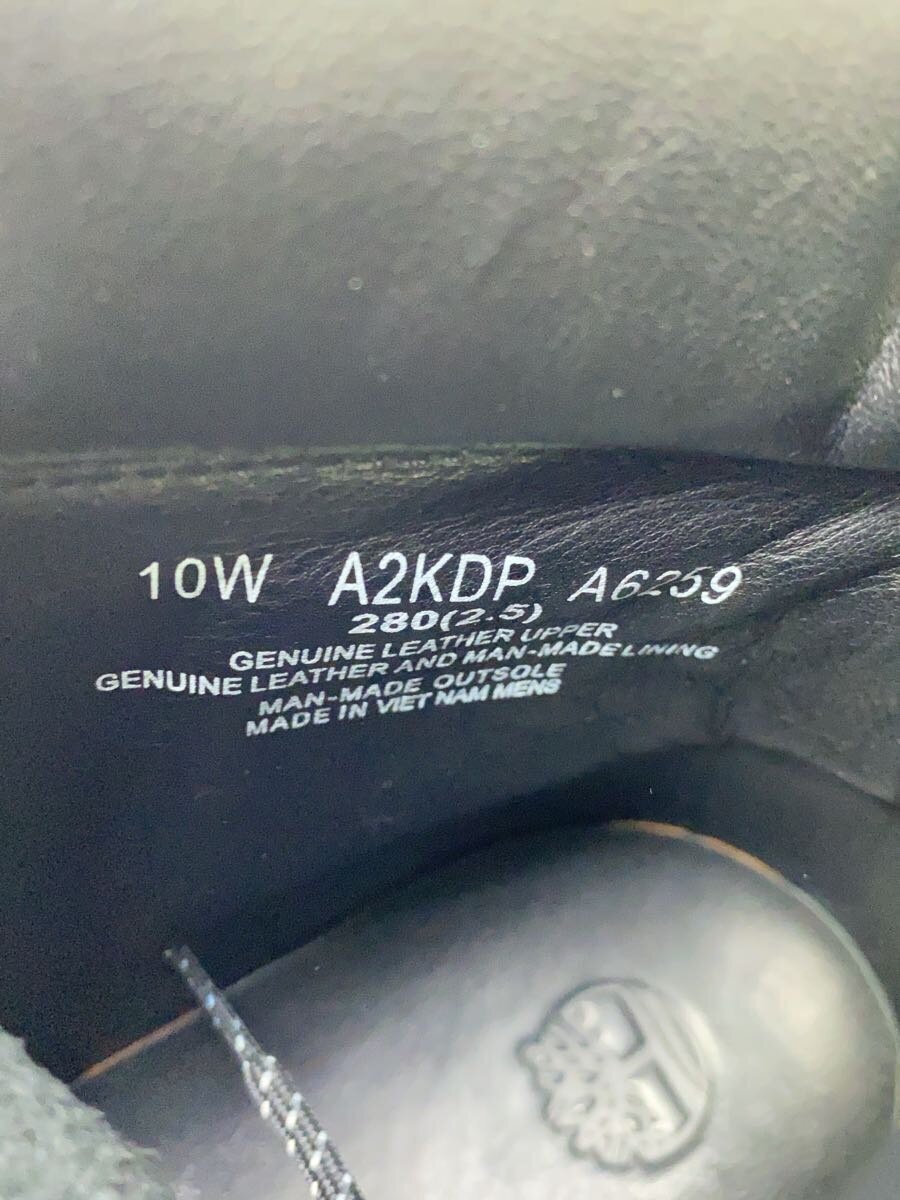 10W A2KDP A6259
280(2.5)
GENUINE LEATHER UPPER
GENUINE LEATHER AND MAN-MADE LINING
MAN-MADE OUTSOLE
MADE IN VIET NAM MENS